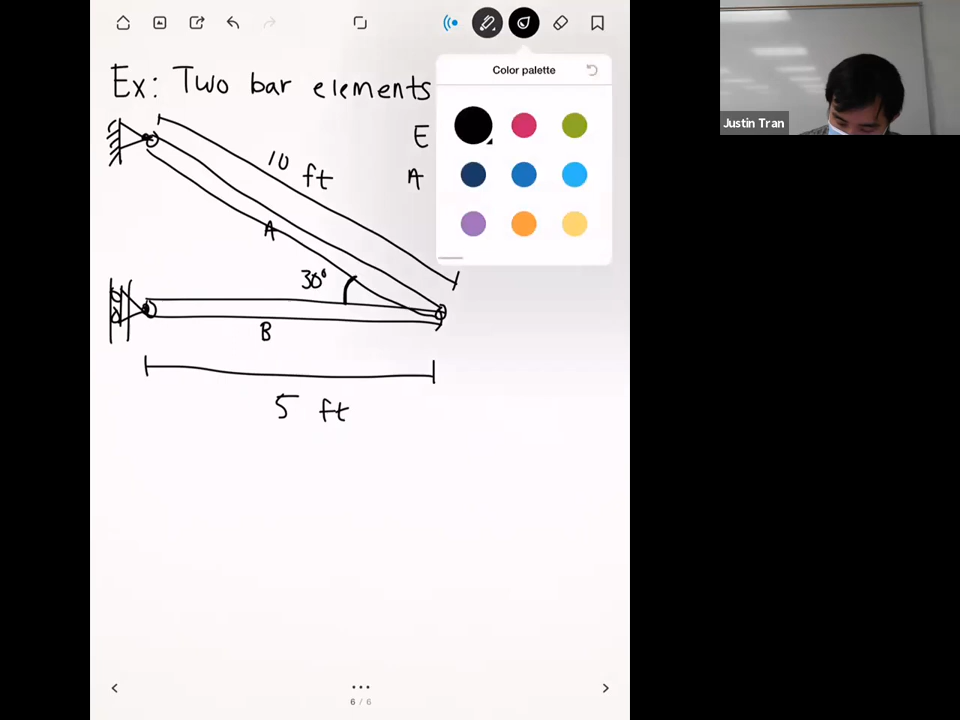 Color palette
Ex: Two bar elements
E
A
10 ft
A
30°
B
5 ft
Justin Tran
6 / 6